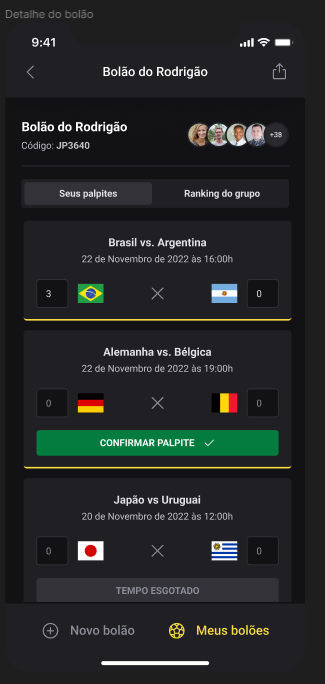 Detalhe do bolão
9:41
Bolão do Rodrigão
Bolão do Rodrigão
Código: JP3640
+38
Seus palpites
Ranking do grupo
Brasil vs. Argentina
22 de Novembro de 2022 às 16:00h
3
0
Alemanha vs. Bélgica
22 de Novembro de 2022 às 19:00h
0
0
CONFIRMAR PALPITE
Japão vs Uruguai
20 de Novembro de 2022 às 12:00h
0
0
TEMPO ESGOTADO
Novo bolão
Meus bolões